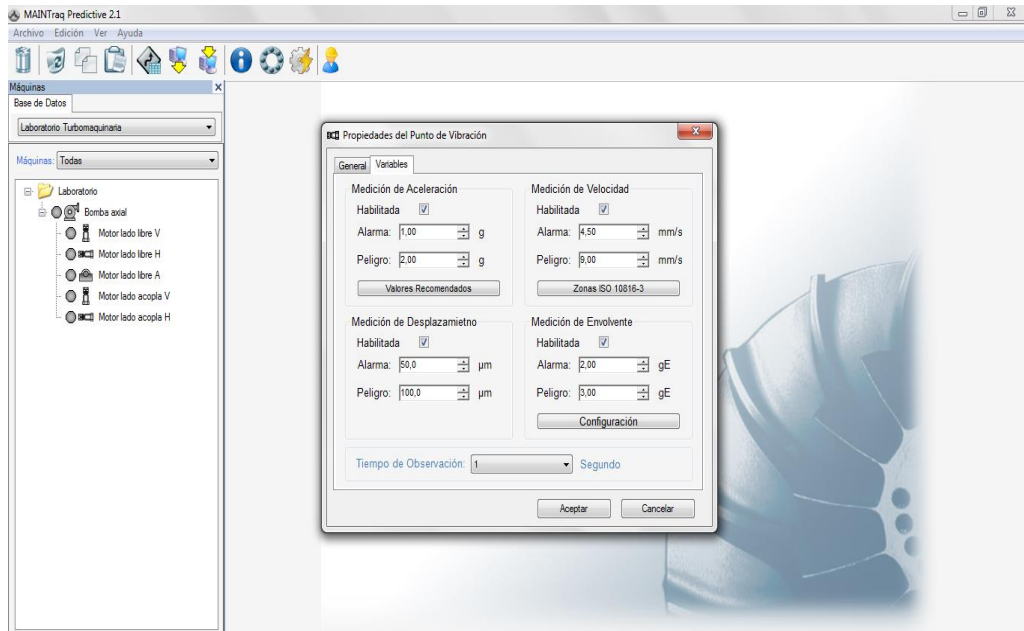 MAINTraq Predictive 2.1
Archivo Edición Ver Ayuda
Máquinas
Base de Datos
Laboratorio Turbomaquinaria
Máquinas: Todas
Laboratorio
Bomba axial
Motor lado libre V
Motor lado libre H
Motor lado libre A
Motor lado acopla V
Motor lado acopla H
Propiedades del Punto de Vibración
General Variables
Medición de Aceleración
Habilitada
Alarma: 1,00 g
Peligro: 2,00 g
Valores Recomendados
Medición de Velocidad
Habilitada
Alarma: 4,50 mm/s
Peligro: 9,00 mm/s
Zonas ISO 10816-3
Medición de Desplazamietno
Habilitada
Alarma: 50,0 µm
Peligro: 100,0 µm
Medición de Envolvente
Habilitada
Alarma: 2,00 gE
Peligro: 3,00 gE
Configuración
Tiempo de Observación: 1 Segundo
Aceptar Cancelar